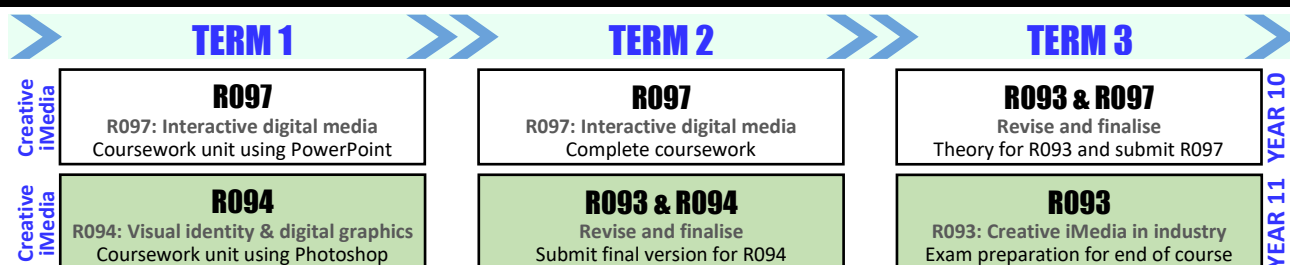 TERM 1
TERM 2
TERM 3
Creative
iMedia
R097
R097: Interactive digital media
Coursework unit using PowerPoint
R097
R097: Interactive digital media
Complete coursework
R093 & R097
Revise and finalise
Theory for R093 and submit R097
YEAR 10
Creative
iMedia
R094
R094: Visual identity & digital graphics
Coursework unit using Photoshop
R093 & R094
Revise and finalise
Submit final version for R094
R093
R093: Creative iMedia in industry
Exam preparation for end of course
YEAR 11